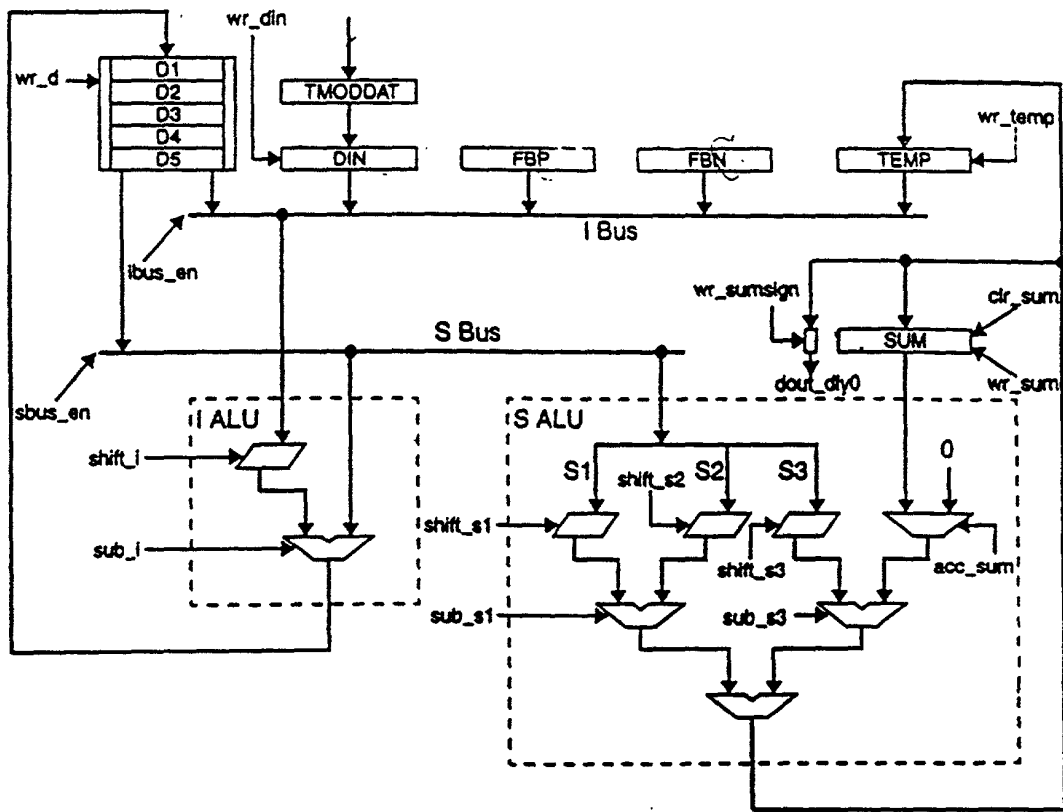 wr_din
wr_d
D1
D2
D3
D4
D5
TMODDAT
wr_temp
DIN
FBP
FBN
TEMP
I Bus
ibus_en
wr_sumsign
clr_sum
S Bus
SUM
dout_dly0
wr_sum
sbus_en
I ALU
S ALU
shift_i
S1
shift_s2
S2
S3
0
shift_s1
sub_i
shift_s3
acc_sum
sub_s1
sub_s3